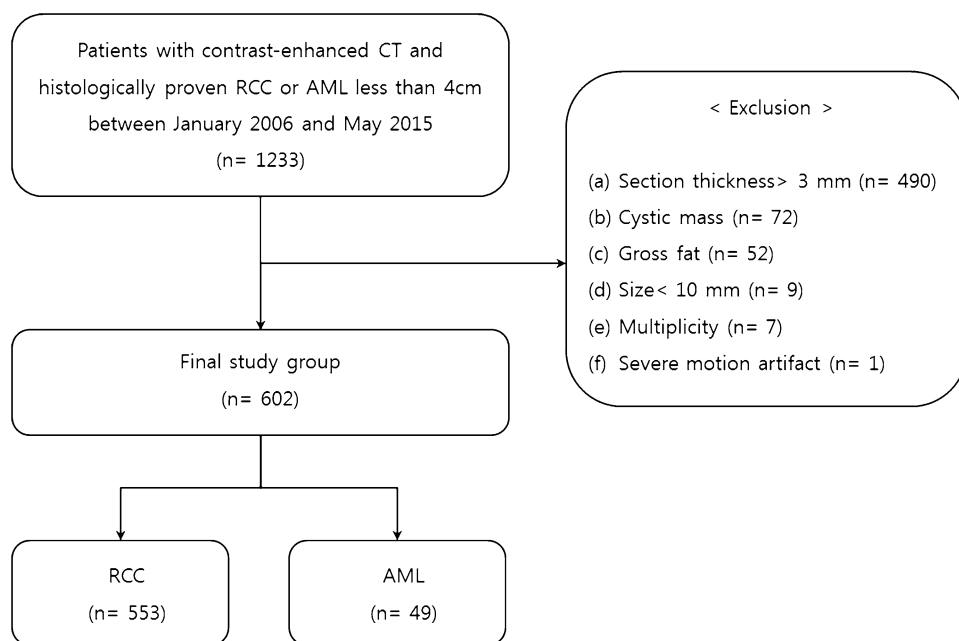 Patients with contrast-enhanced CT and
histologically proven RCC or AML less than 4cm
between January 2006 and May 2015
(n= 1233)
< Exclusion >
(a) Section thickness> 3 mm (n= 490)
(b) Cystic mass (n= 72)
(c) Gross fat (n= 52)
(d) Size< 10 mm (n= 9)
(e) Multiplicity (n= 7)
(f) Severe motion artifact (n= 1)
Final study group
(n= 602)
RCC
(n= 553)
AML
(n= 49)